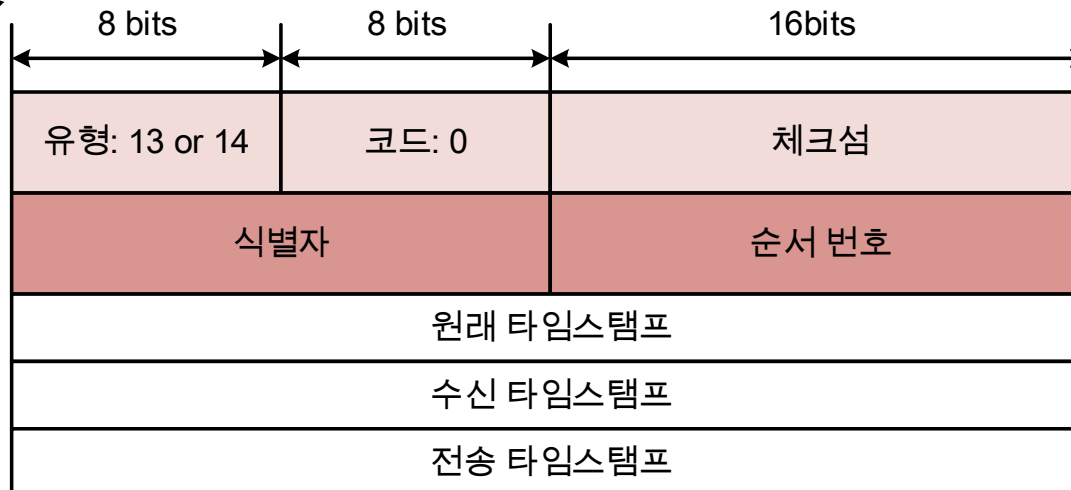 8 bits 8 bits 16bits
유형: 13 or 14 코드: 0 체크섬
식별자 순서 번호
원래 타임스탬프
수신 타임스탬프
전송 타임스탬프